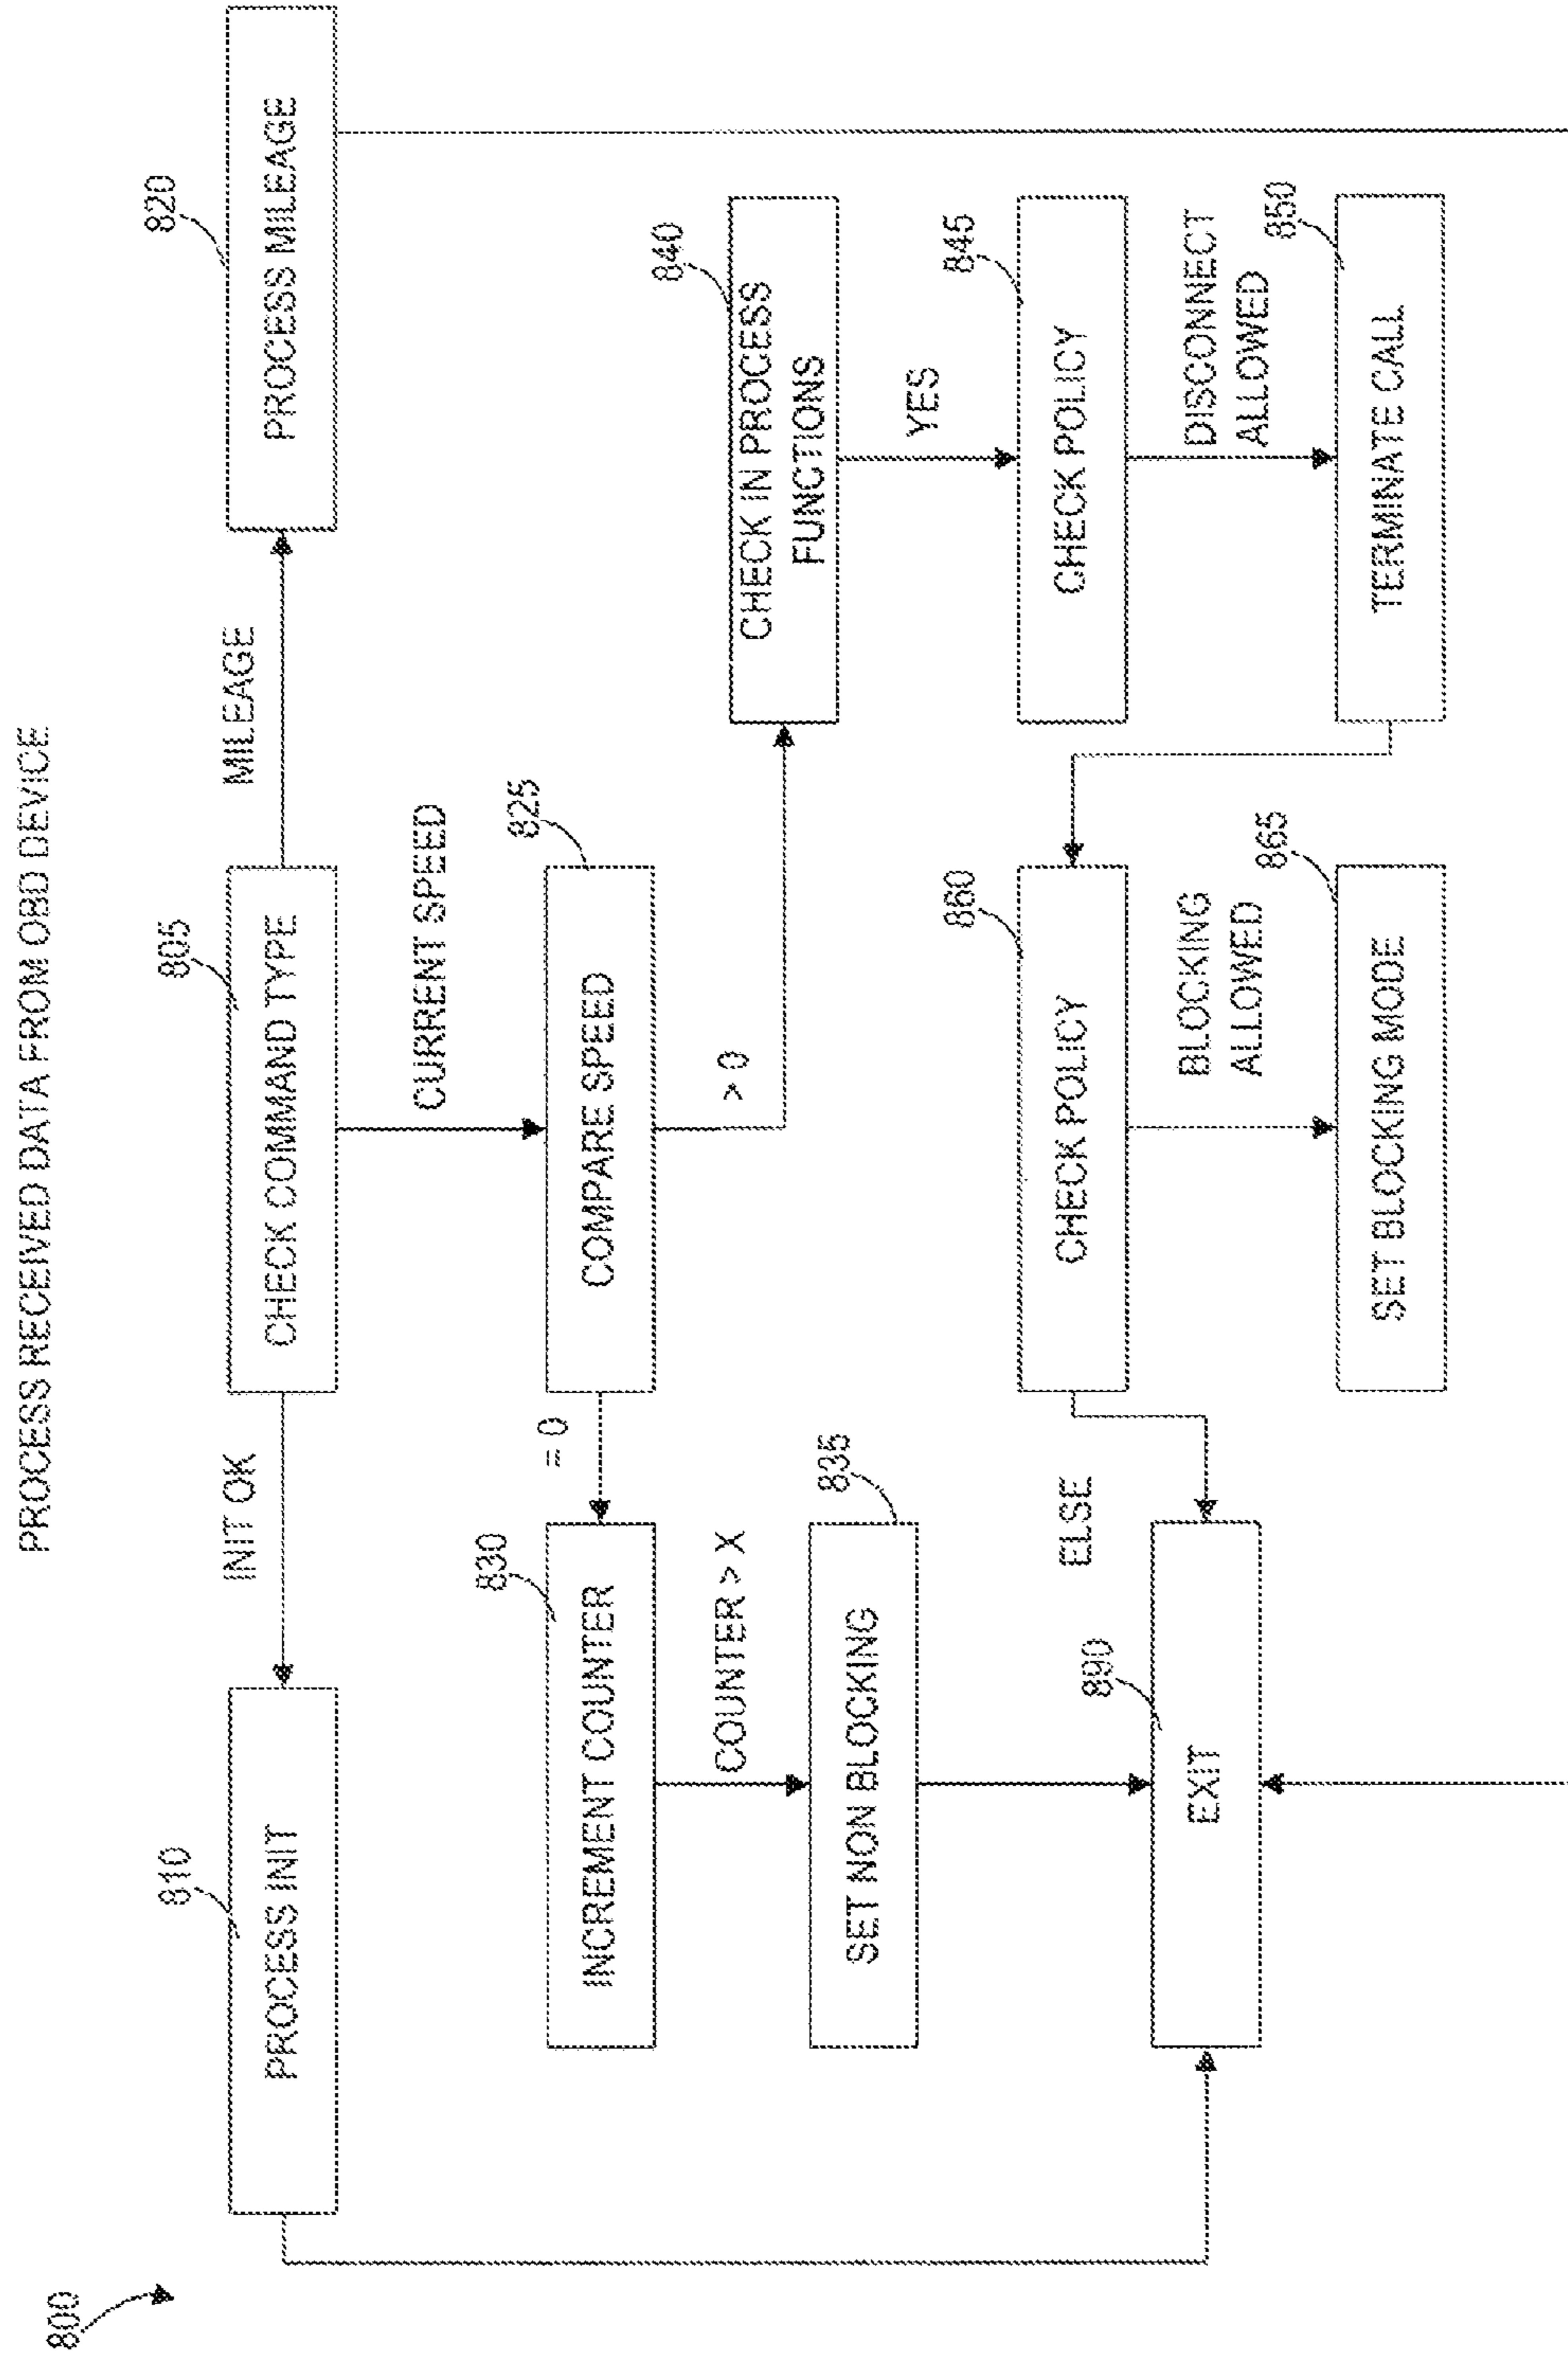 PROCESS RECEIVED DATA FROM OBD DEVICE
800
810
PROCESS INIT
INIT OK
805
CHECK COMMAND TYPE
MILEAGE
820
PROCESS MILEAGE
CURRENT SPEED
830
INCREMENT COUNTER
= 0
825
COMPARE SPEED
> 0
COUNTER > X
835
SET NON BLOCKING
840
CHECK IN PROCESS
FUNCTIONS
YES
845
CHECK POLICY
860
CHECK POLICY
ELSE
890
EXIT
BLOCKING
ALLOWED
865
SET BLOCKING MODE
DISCONNECT
ALLOWED
850
TERMINATE CALL